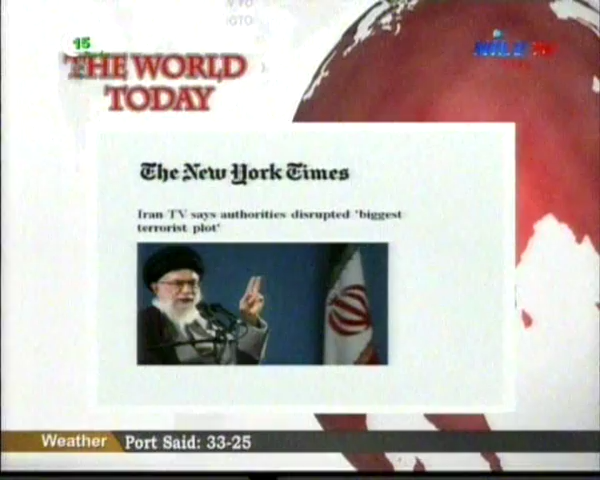 15
THE WORLD
TODAY
The New York Times
Iran TV says authorities disrupted 'biggest
terrorist plot'
Weather
Port Said: 33-25